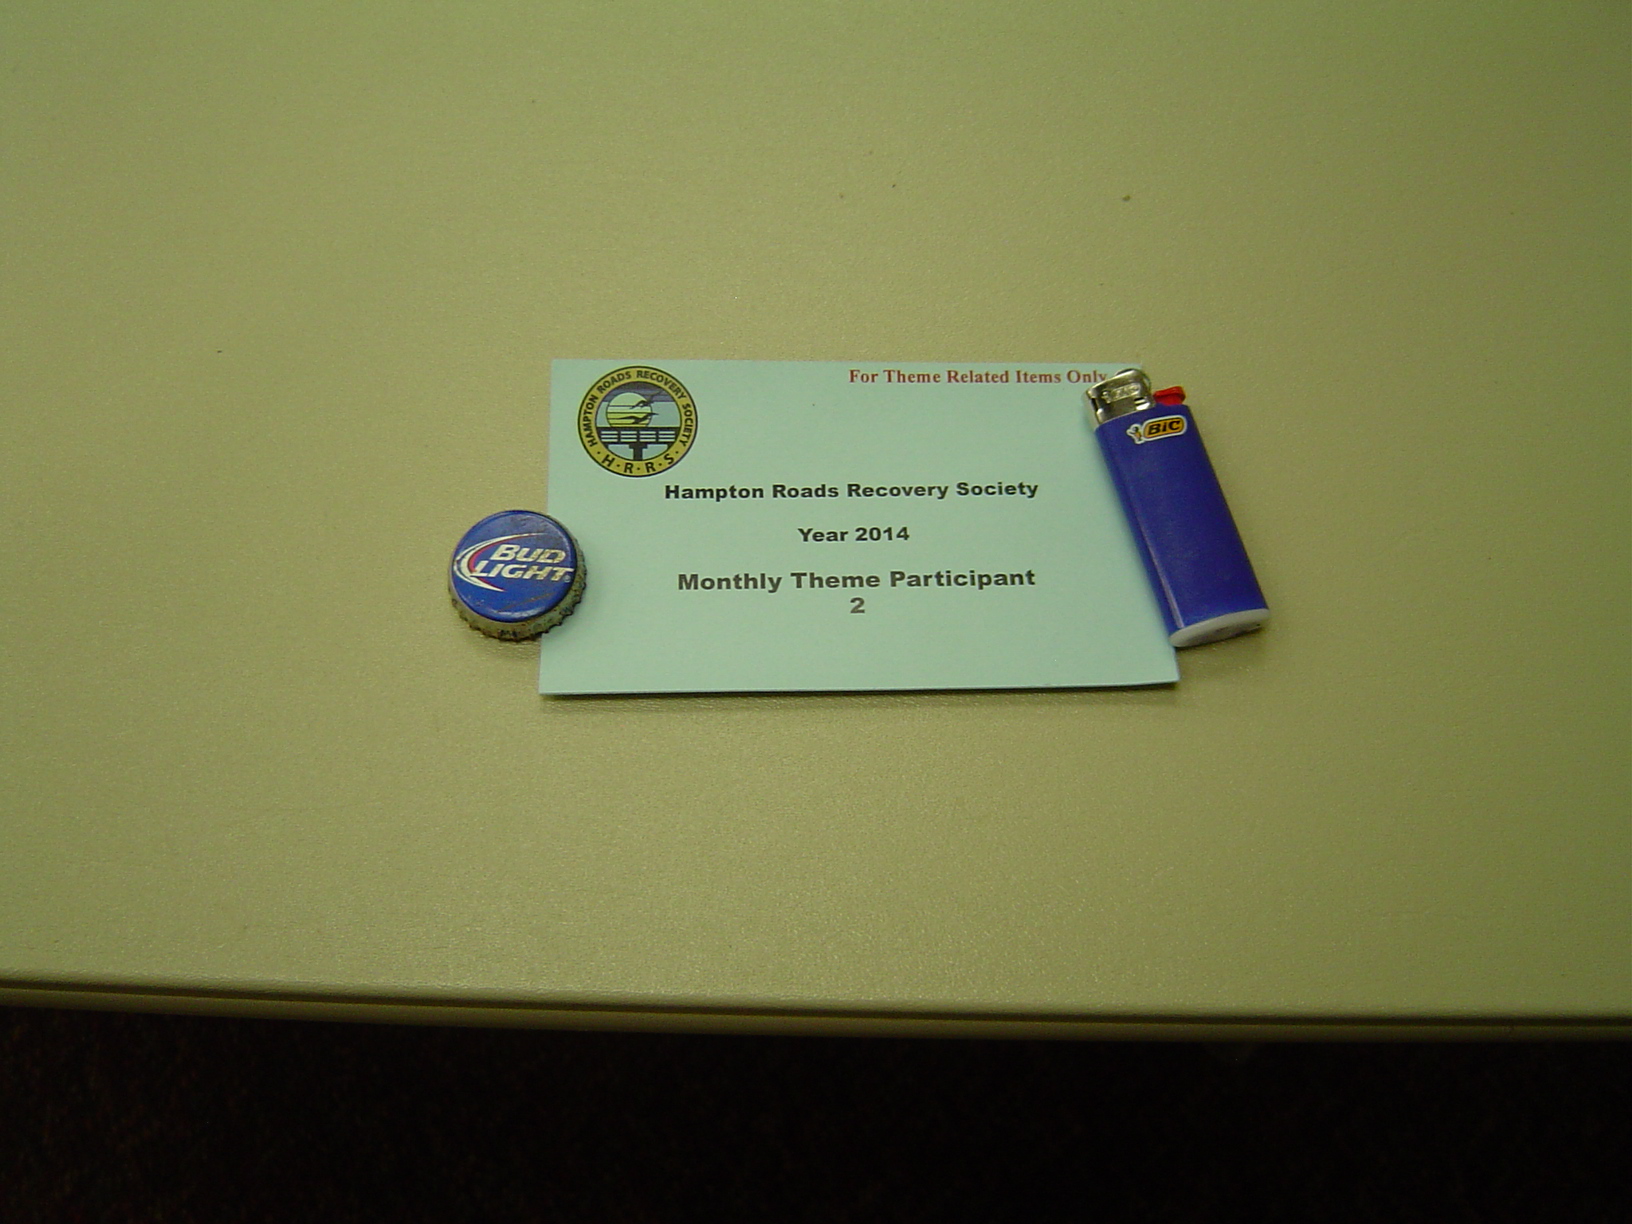 For Theme Related Items Only
HAMPTON ROADS RECOVERY SOCIETY
H·R·R·S
Hampton Roads Recovery Society
Year 2014
Monthly Theme Participant
2
BUD
LIGHT
BiC